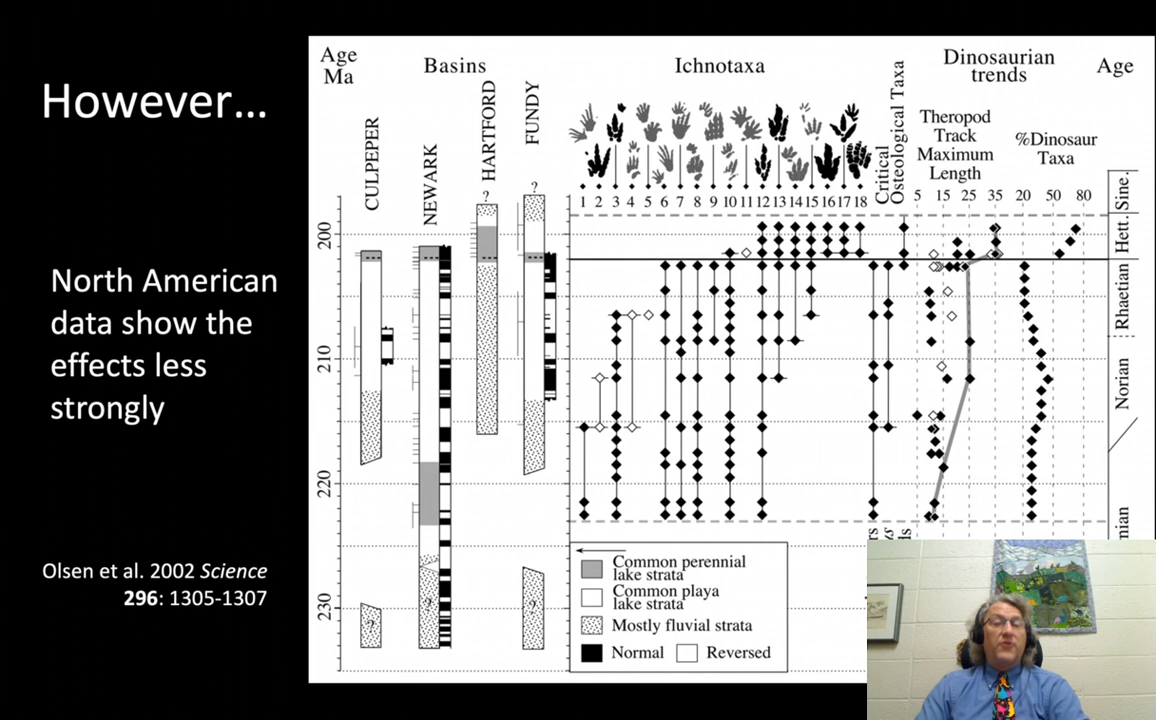 However…
North American
data show the
effects less
strongly
Olsen et al. 2002 Science
296: 1305-1307
Age
Ma
Basins
Ichnotaxa
Dinosaurian
trends
Age
CULPEPER
NEWARK
HARTFORD
FUNDY
Critical
Osteological Taxa
Theropod
Track
Maximum
Length
%Dinosaur
Taxa
? ?
1 2 3 4 5 6 7 8 9 10 11 12 13 14 15 16 17 18
5 15 25 35 20 50 80
200
210
220
230
Sine.
Hett.
Rhaetian
Norian
? ? ?
Common perennial
lake strata
Common playa
lake strata
Mostly fluvial strata
Normal Reversed